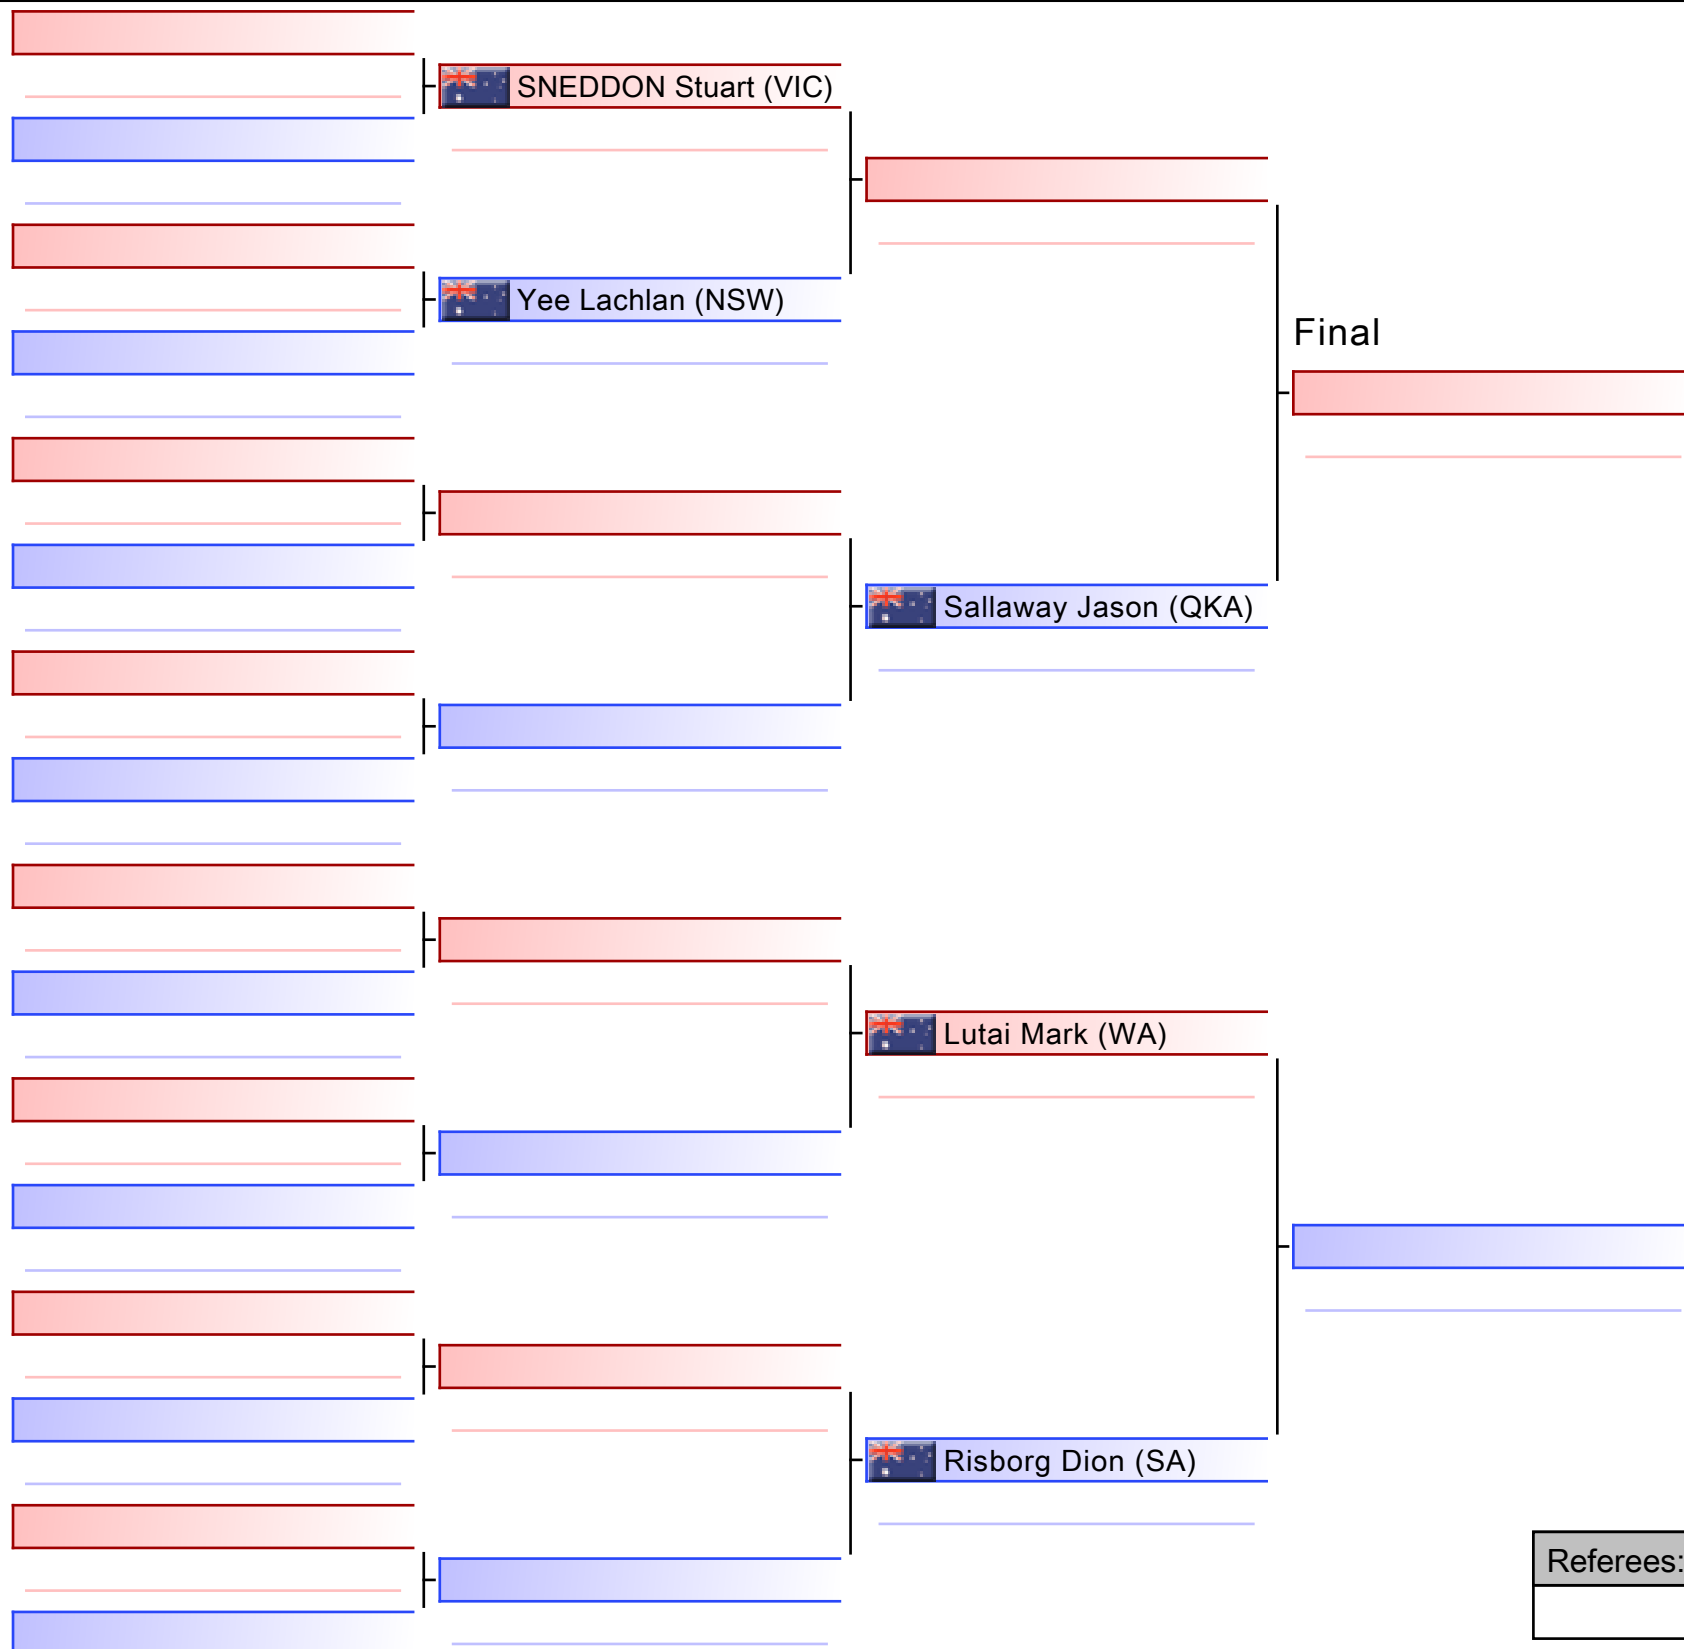 SNEDDON Stuart (VIC)
Yee Lachlan (NSW)
Final
Sallaway Jason (QKA)
Lutai Mark (WA)
Risborg Dion (SA)
Referees: